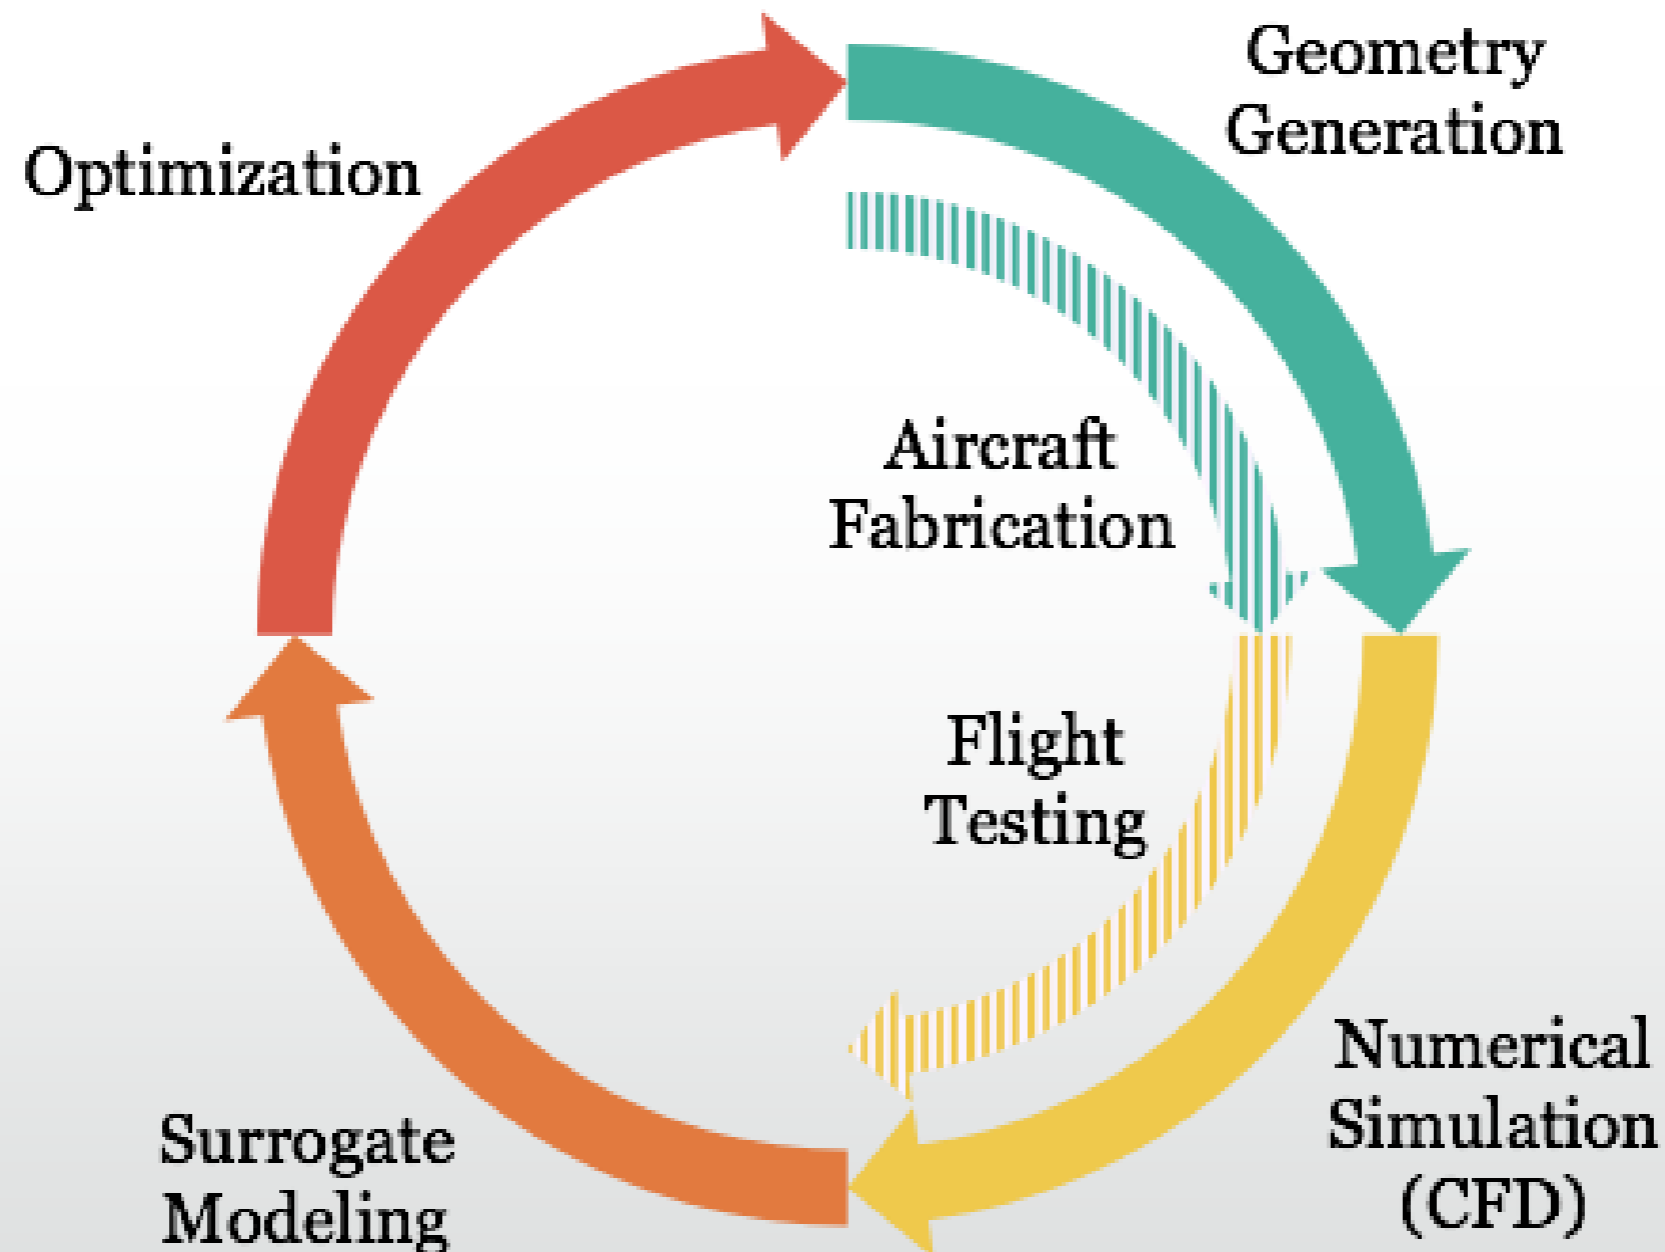 Geometry
Generation
Optimization
Aircraft
Fabrication
Flight
Testing
Numerical
Simulation
(CFD)
Surrogate
Modeling